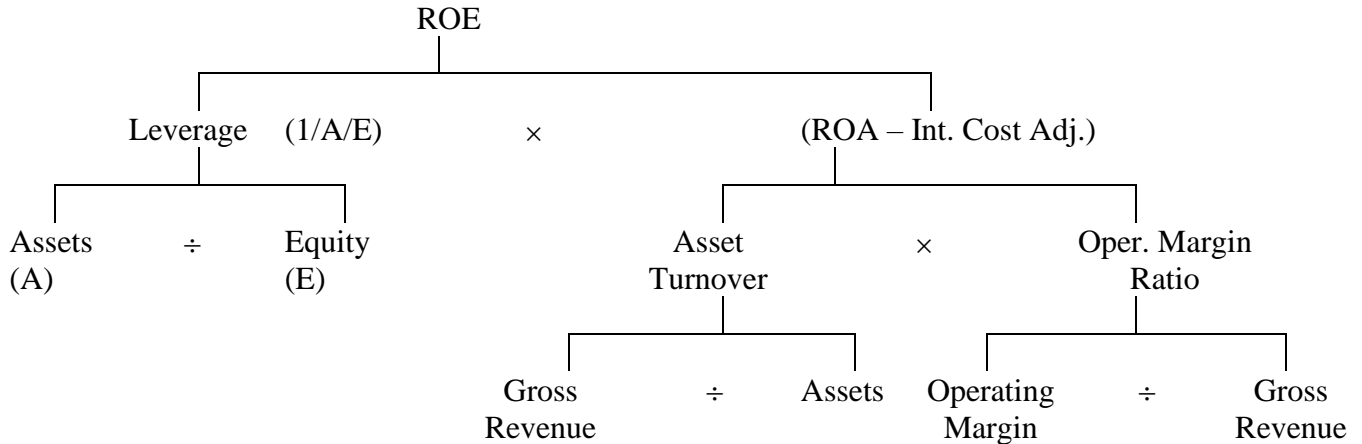 ROE
Leverage (1/A/E) × (ROA – Int. Cost Adj.)
Assets ÷ Equity Asset × Oper. Margin
(A) (E) Turnover Ratio
Gross ÷ Assets Operating ÷ Gross
Revenue Margin Revenue